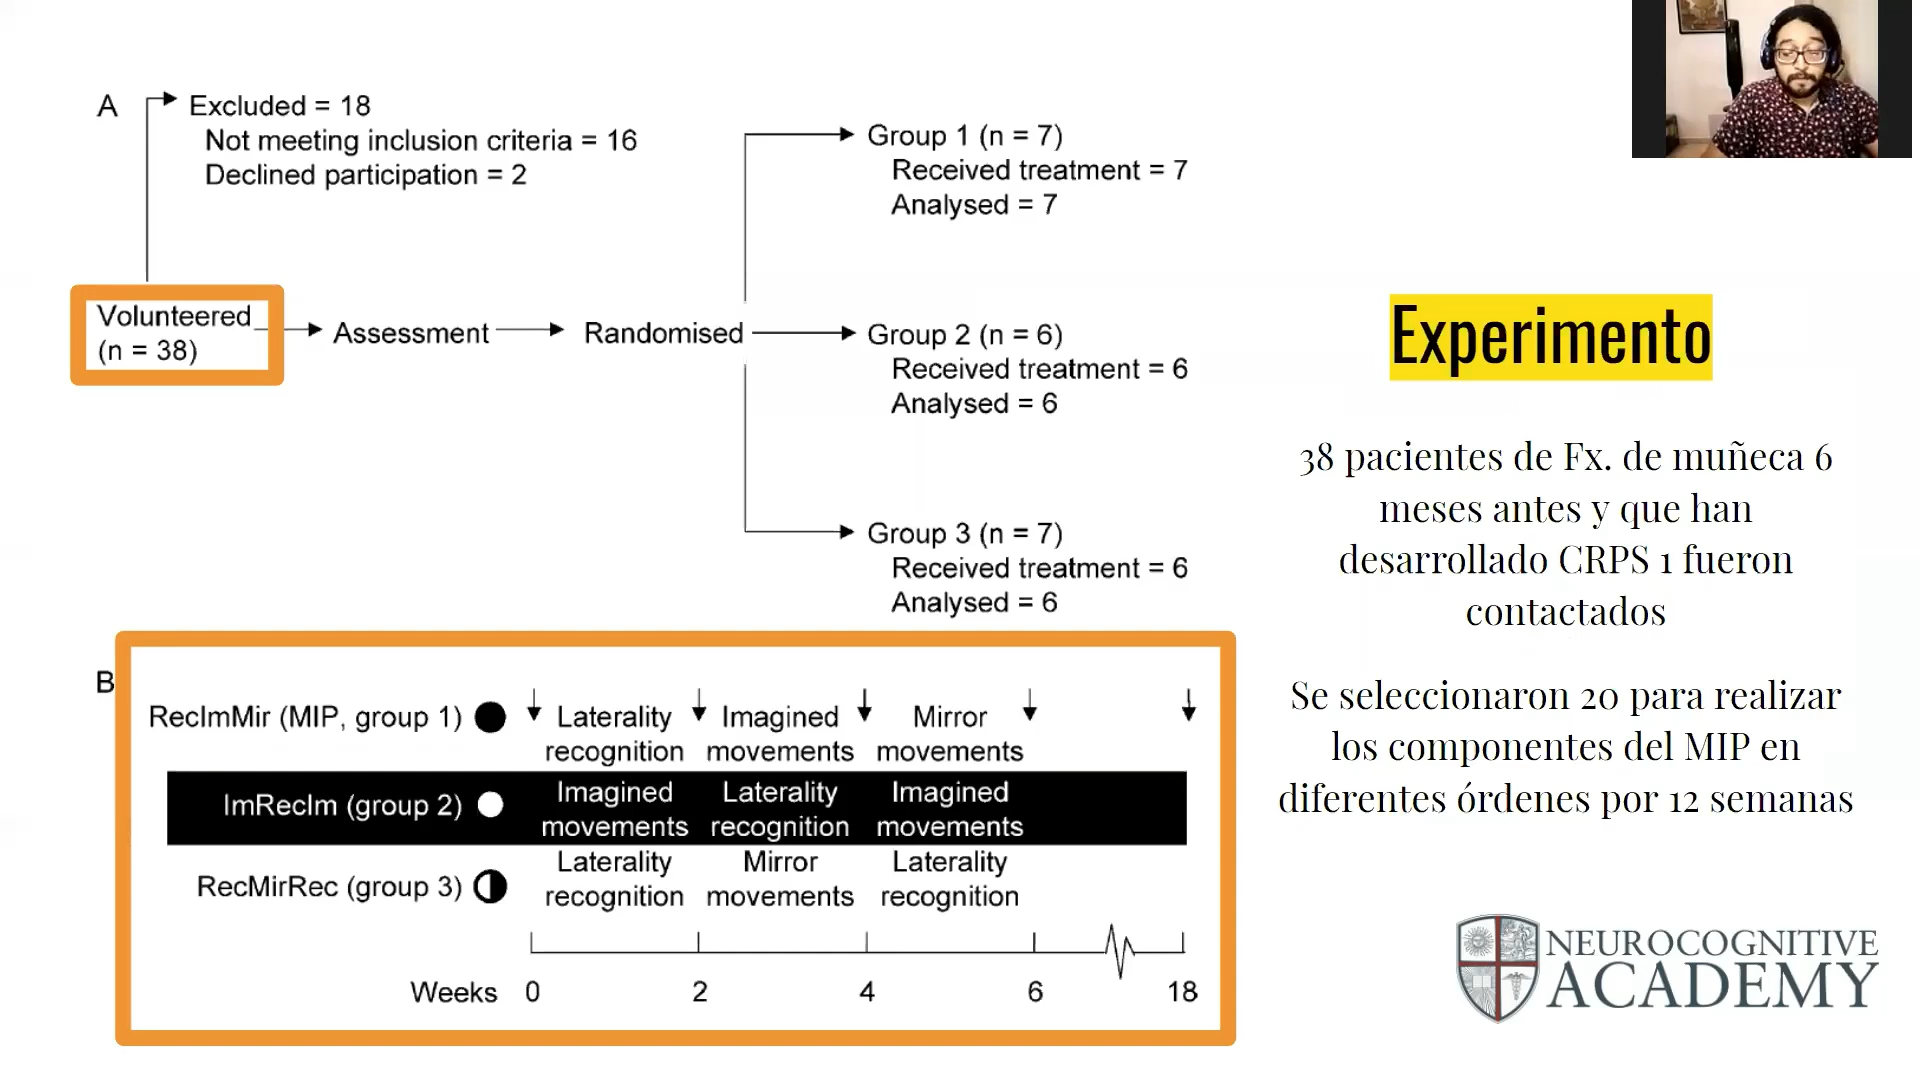 A
Excluded = 18
Not meeting inclusion criteria = 16
Declined participation = 2
Volunteered
(n = 38)
Assessment
Randomised
Group 1 (n = 7)
Received treatment = 7
Analysed = 7
Group 2 (n = 6)
Received treatment = 6
Analysed = 6
Group 3 (n = 7)
Received treatment = 6
Analysed = 6
B
RecImMir (MIP, group 1)
Laterality
recognition
Imagined
movements
Mirror
movements
ImRecIm (group 2)
Imagined
movements
Laterality
recognition
Imagined
movements
RecMirRec (group 3)
Laterality
recognition
Mirror
movements
Laterality
recognition
Weeks 0 2 4 6 18
Experimento
38 pacientes de Fx. de muñeca 6
meses antes y que han
desarrollado CRPS 1 fueron
contactados
Se seleccionaron 20 para realizar
los componentes del MIP en
diferentes órdenes por 12 semanas
NEUROCOGNITIVE
ACADEMY